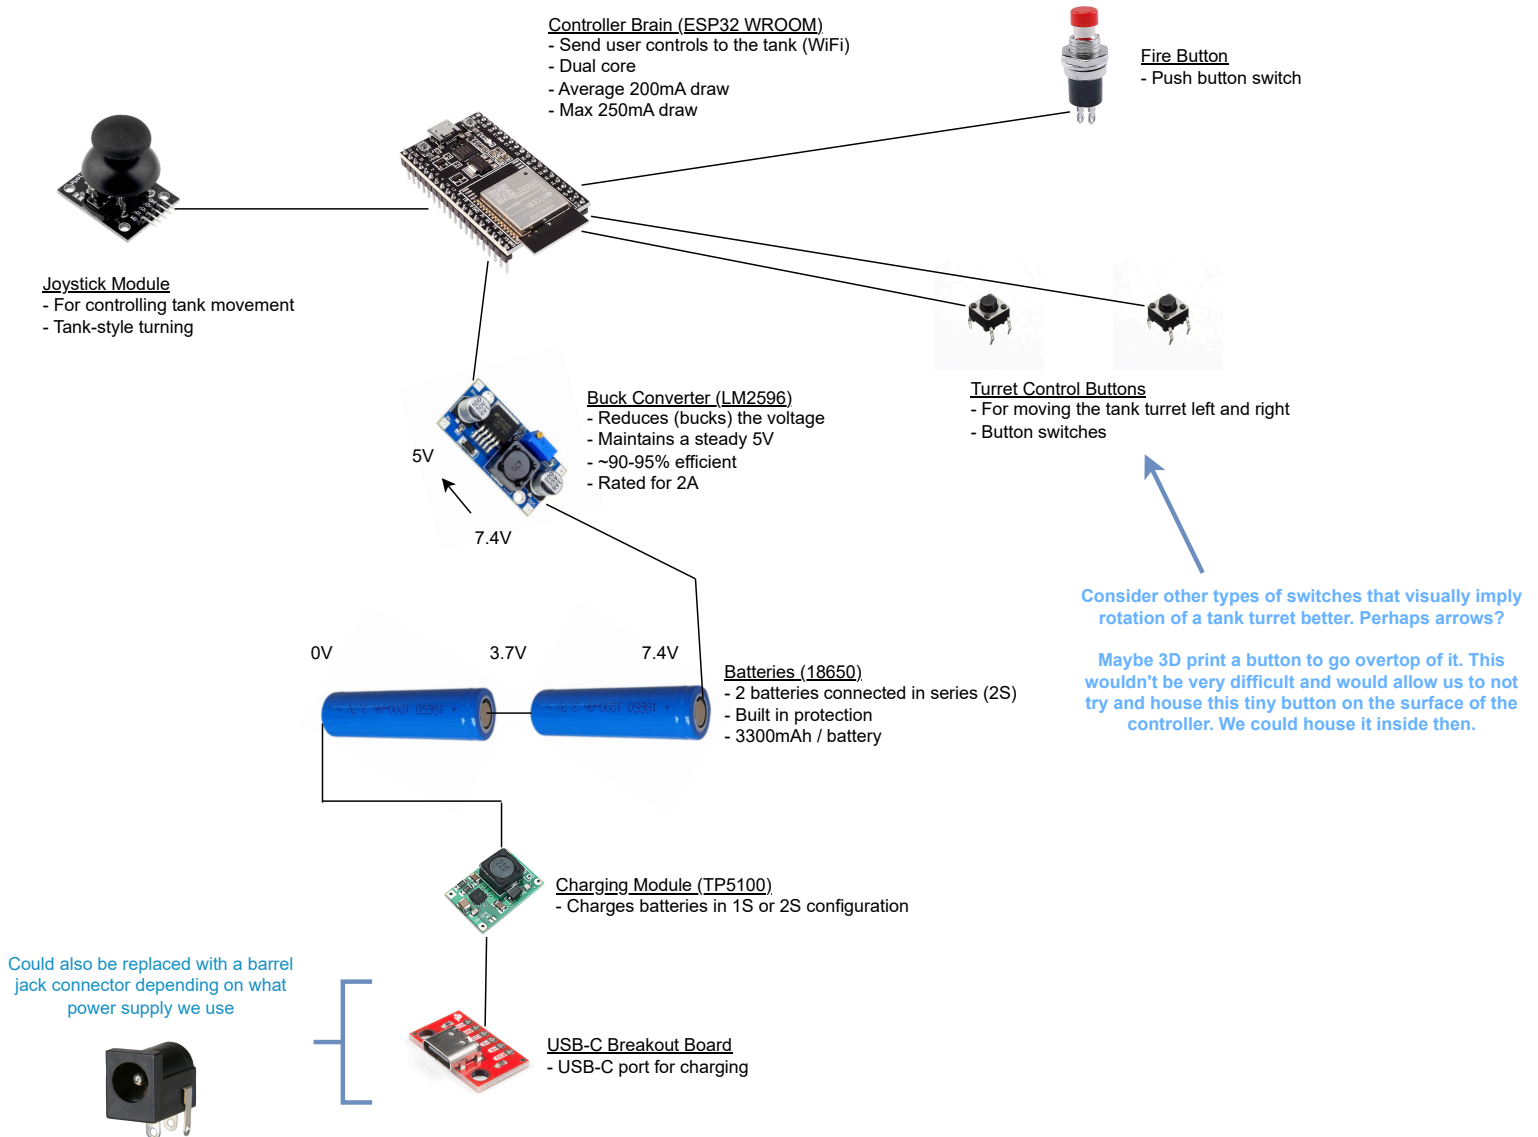 Controller Brain (ESP32 WROOM)
- Send user controls to the tank (WiFi)
- Dual core
- Average 200mA draw
- Max 250mA draw
Fire Button
- Push button switch
Joystick Module
- For controlling tank movement
- Tank-style turning
Buck Converter (LM2596)
- Reduces (bucks) the voltage
- Maintains a steady 5V
- ~90-95% efficient
- Rated for 2A
5V
7.4V
Turret Control Buttons
- For moving the tank turret left and right
- Button switches
Consider other types of switches that visually imply
rotation of a tank turret better. Perhaps arrows?
Maybe 3D print a button to go overtop of it. This
wouldn't be very difficult and would allow us to not
try and house this tiny button on the surface of the
controller. We could house it inside then.
0V
3.7V
7.4V
Batteries (18650)
- 2 batteries connected in series (2S)
- Built in protection
- 3300mAh / battery
Charging Module (TP5100)
- Charges batteries in 1S or 2S configuration
Could also be replaced with a barrel
jack connector depending on what
power supply we use
USB-C Breakout Board
- USB-C port for charging